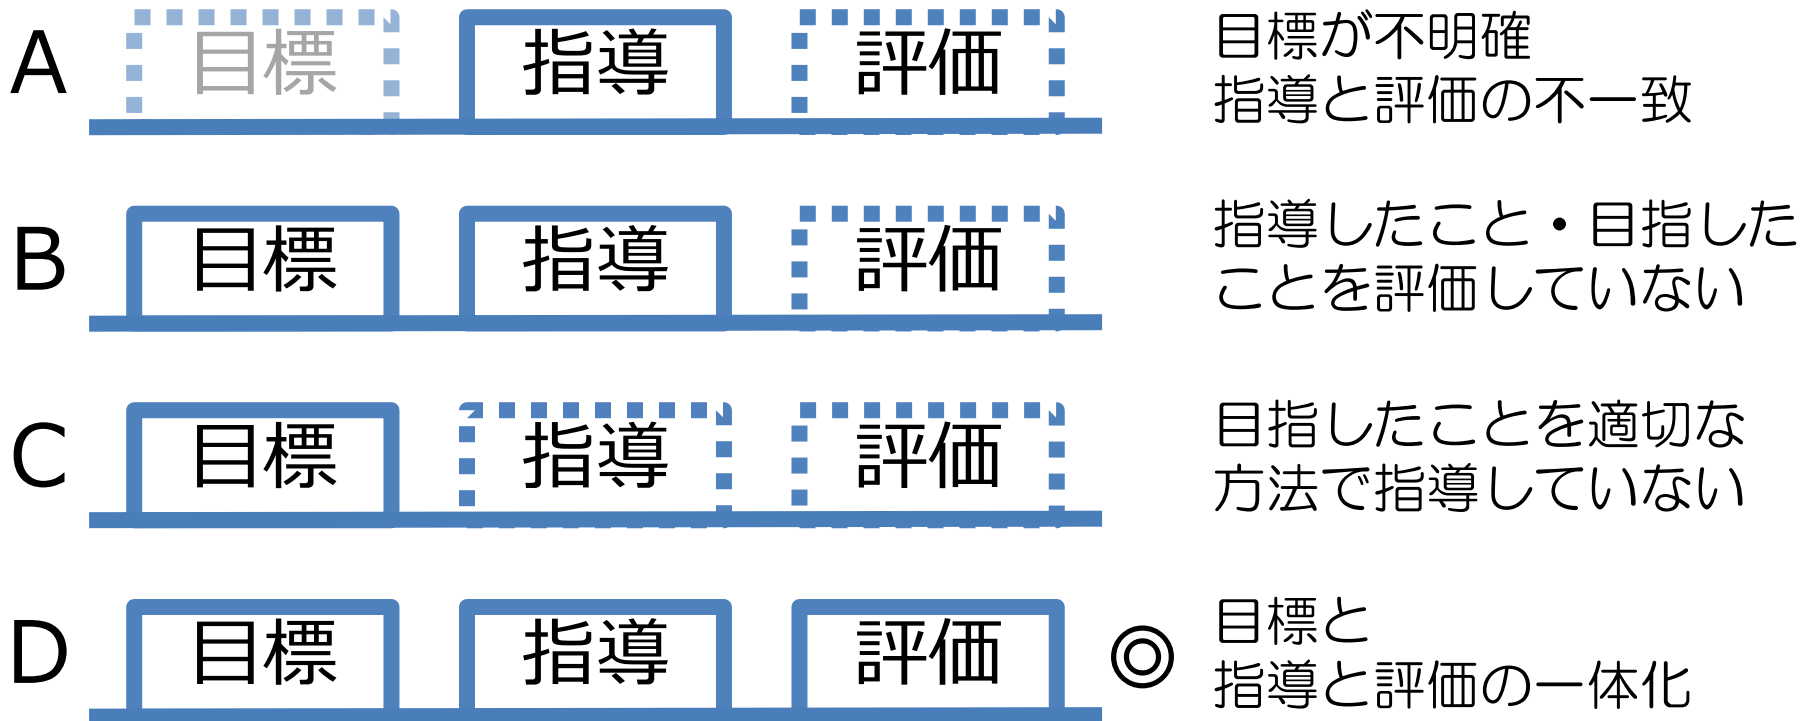 A 目標 指導 評価 目標が不明確
指導と評価の不一致
B 目標 指導 評価 指導したこと・目指した
ことを評価していない
C 目標 指導 評価 目指したことを適切な
方法で指導していない
D 目標 指導 評価 ◎ 目標と
指導と評価の一体化